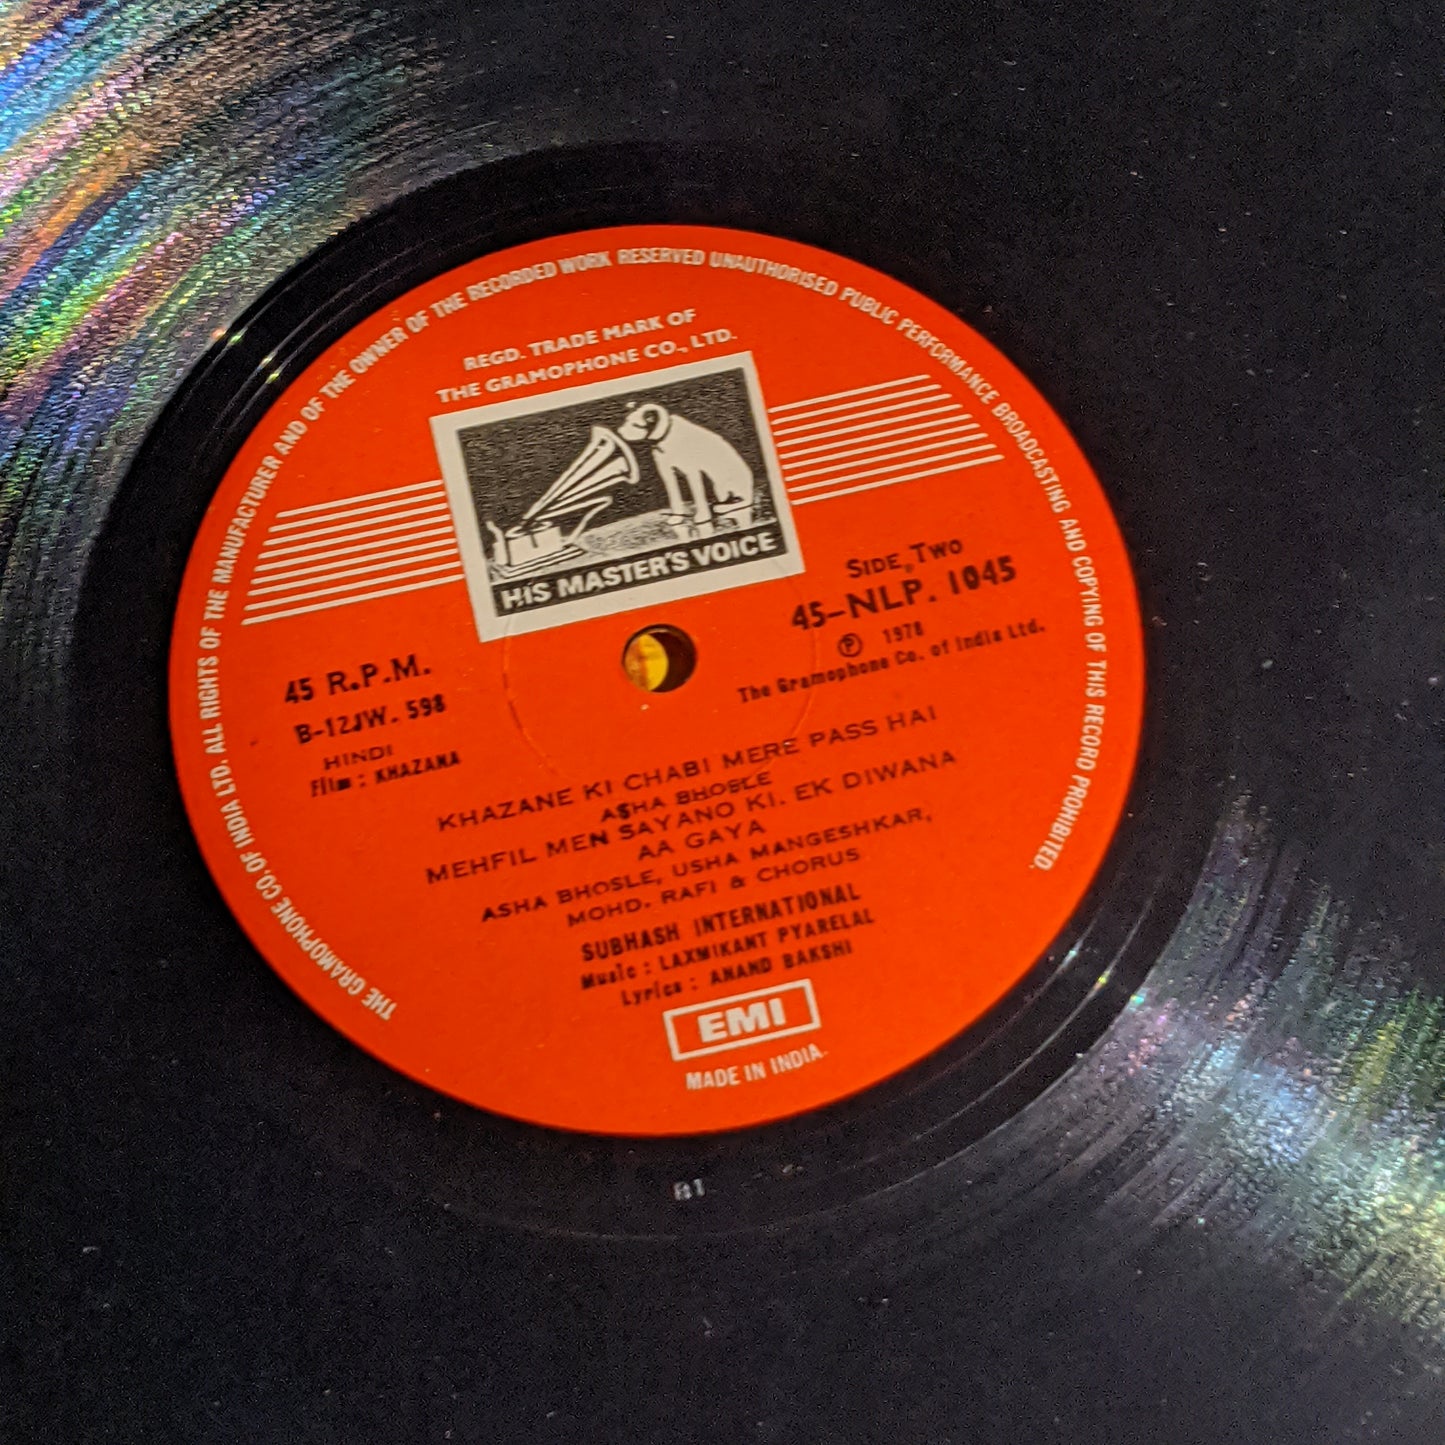 THE GRAMOPHONE CO. OF INDIA LTD. ALL RIGHTS OF THE MANUFACTURER AND OF THE OWNER OF THE RECORDED WORK RESERVED UNAUTHORISED PUBLIC PERFORMANCE BROADCASTING AND COPYING OF THIS RECORD PROHIBITED.
REGD. TRADE MARK OF
THE GRAMOPHONE CO., LTD.
HIS MASTER'S VOICE
SIDE, TWO
45-NLP. 1045
℗ 1978
The Gramophone Co. of India Ltd.
45 R.P.M.
B-12JW. 598
HINDI
Film : KHAZANA
KHAZANE KI CHABI MERE PASS HAI
ASHA BHOSLE
MEHFIL MEN SAYANO KI. EK DIWANA
AA GAYA
ASHA BHOSLE, USHA MANGESHKAR,
MOHD. RAFI & CHORUS
SUBHASH INTERNATIONAL
Music : LAXMIKANT PYARELAL
Lyrics : ANAND BAKSHI
EMI
MADE IN INDIA.